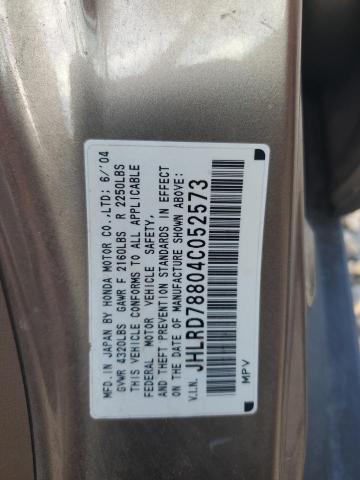 MFD.IN JAPAN BY HONDA MOTOR CO.,LTD; 6/'04
GVWR 4320LBS GAWR F 2160LBS R 2250LBS
THIS VEHICLE CONFORMS TO ALL APPLICABLE
FEDERAL MOTOR VEHICLE SAFETY,
AND THEFT PREVENTION STANDARDS IN EFFECT
ON THE DATE OF MANUFACTURE SHOWN ABOVE:
V.I.N. JHLRD78804C052573
MPV